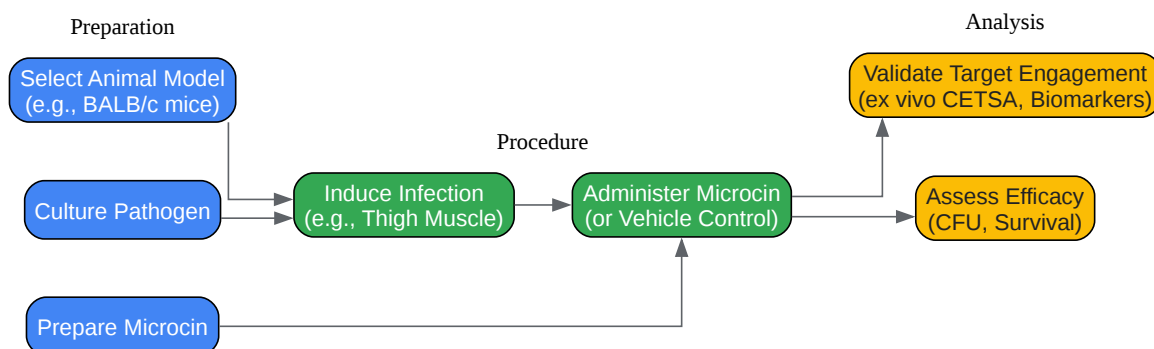 Preparation
Select Animal Model
(e.g., BALB/c mice)
Culture Pathogen
Prepare Microcin
Procedure
Induce Infection
(e.g., Thigh Muscle)
Administer Microcin
(or Vehicle Control)
Analysis
Validate Target Engagement
(ex vivo CETSA, Biomarkers)
Assess Efficacy
(CFU, Survival)